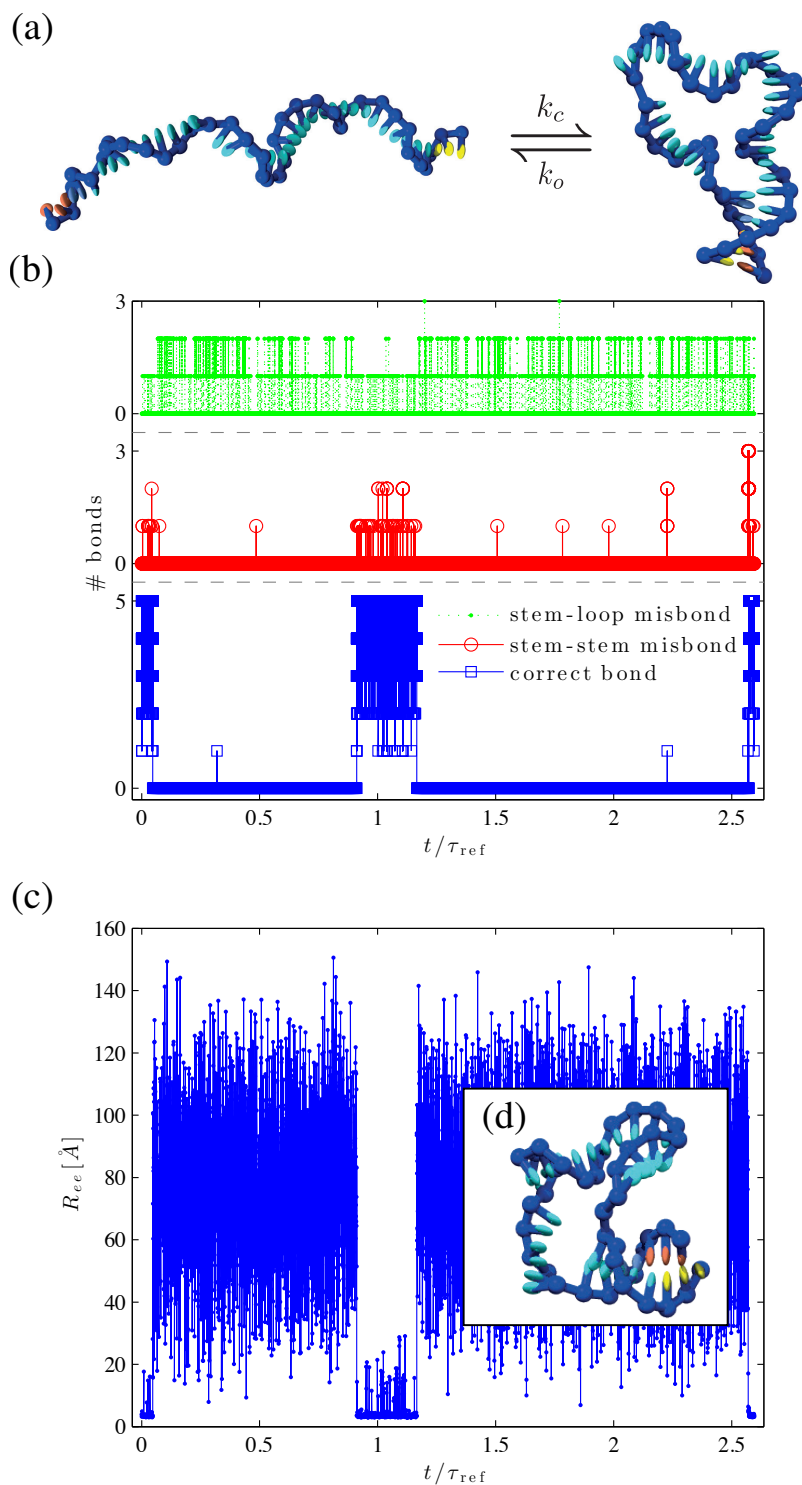 (a)
k_c
k_o
(b)
3
0
3
0
5
0
# bonds
stem-loop misbond
stem-stem misbond
correct bond
0 0.5 1 1.5 2 2.5
t/τ_ref
(c)
160
140
120
100
80
60
40
20
0
R_ee [Å]
(d)
0 0.5 1 1.5 2 2.5
t/τ_ref